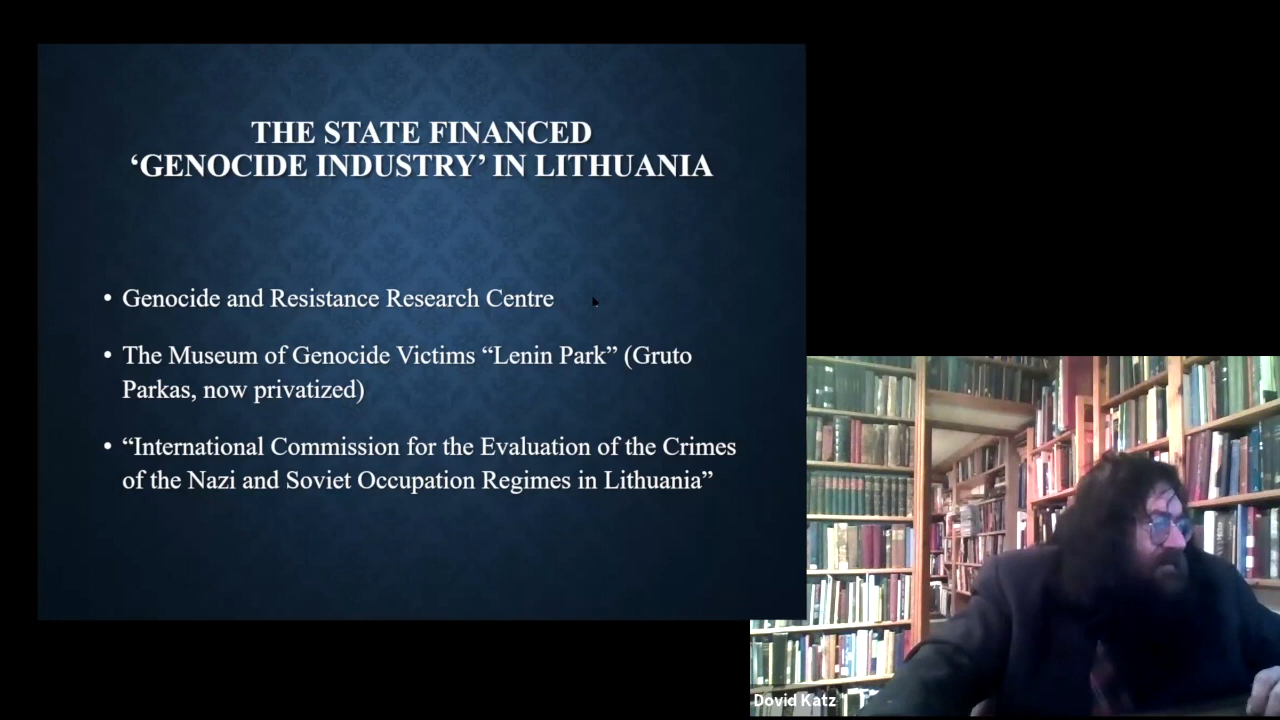 THE STATE FINANCED
‘GENOCIDE INDUSTRY’ IN LITHUANIA
• Genocide and Resistance Research Centre
• The Museum of Genocide Victims “Lenin Park” (Gruto
Parkas, now privatized)
• “International Commission for the Evaluation of the Crimes
of the Nazi and Soviet Occupation Regimes in Lithuania”
Dovid Katz